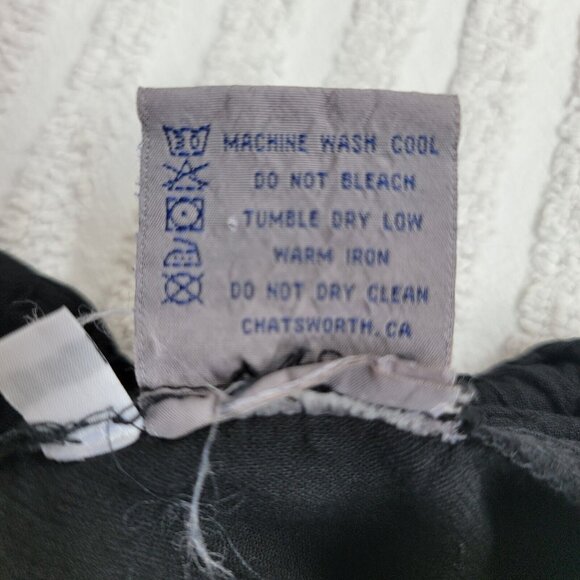 MACHINE WASH COOL
DO NOT BLEACH
TUMBLE DRY LOW
WARM IRON
DO NOT DRY CLEAN
CHATSWORTH, CA